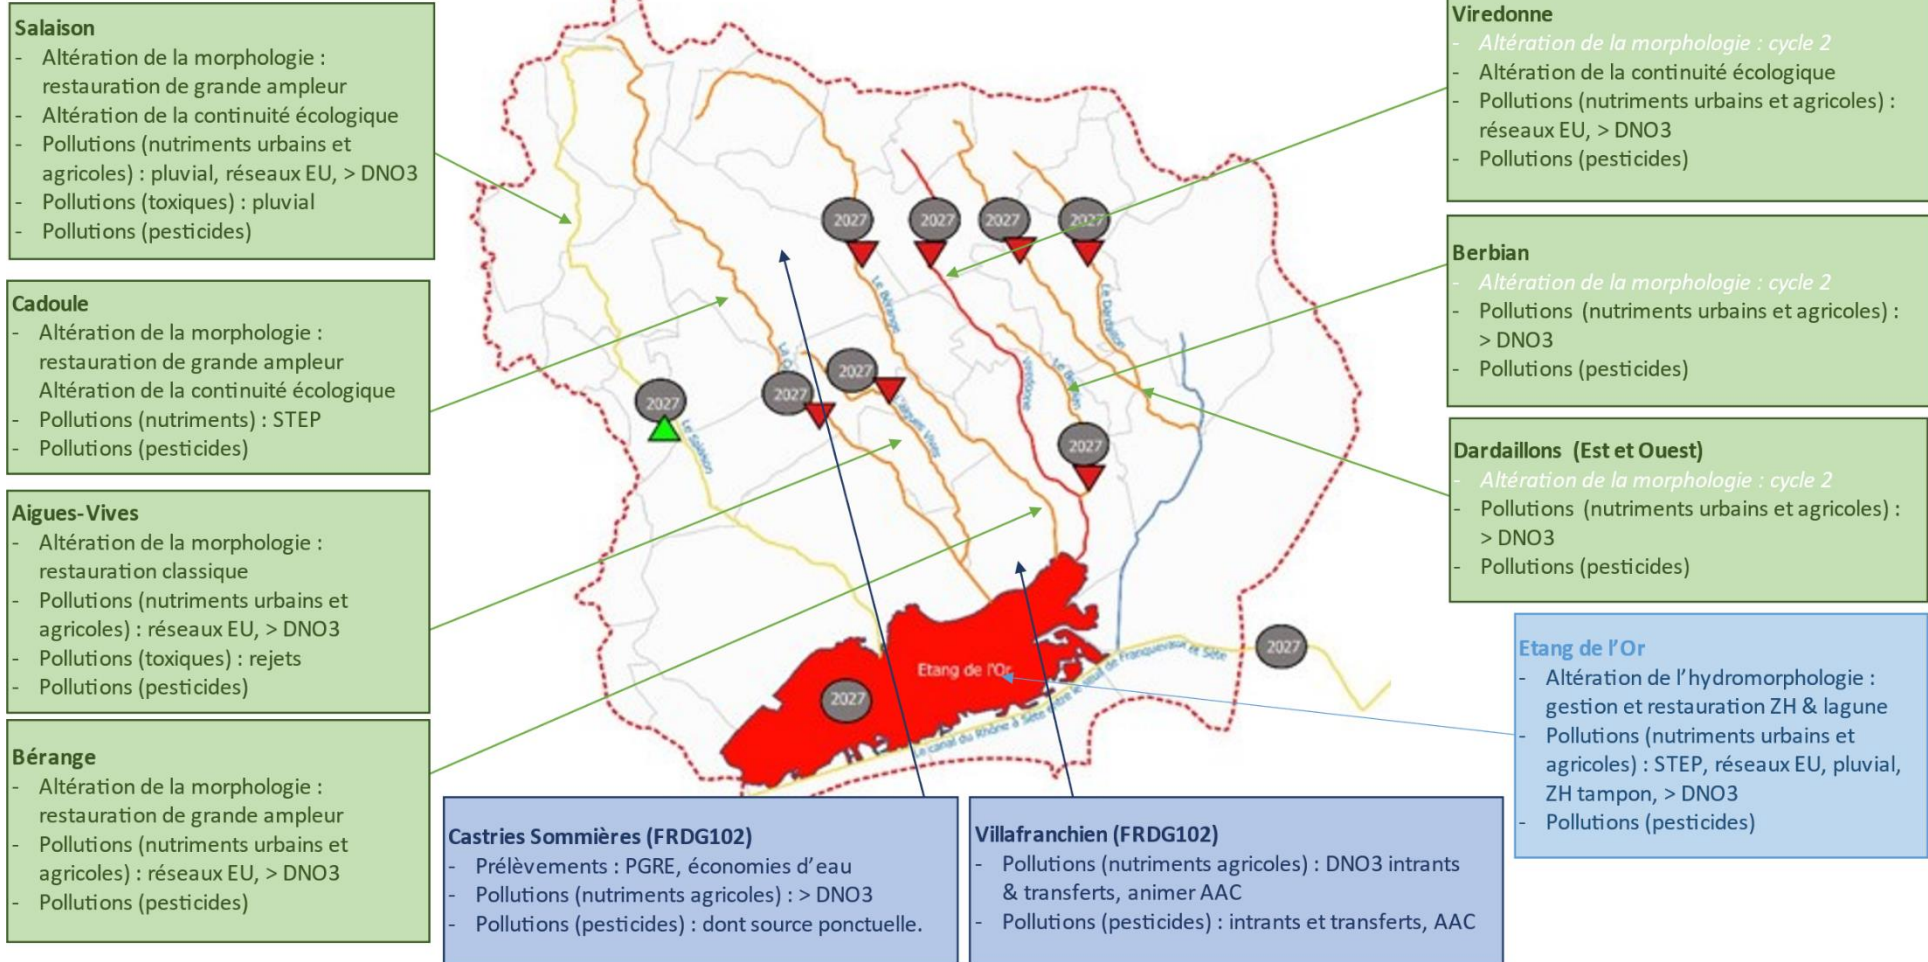 Salaison
- Altération de la morphologie :
restauration de grande ampleur
- Altération de la continuité écologique
- Pollutions (nutriments urbains et
agricoles) : pluvial, réseaux EU, > DNO3
- Pollutions (toxiques) : pluvial
- Pollutions (pesticides)
Cadoule
- Altération de la morphologie :
restauration de grande ampleur
Altération de la continuité écologique
- Pollutions (nutriments) : STEP
- Pollutions (pesticides)
Aigues-Vives
- Altération de la morphologie :
restauration classique
- Pollutions (nutriments urbains et
agricoles) : réseaux EU, > DNO3
- Pollutions (toxiques) : rejets
- Pollutions (pesticides)
Bérange
- Altération de la morphologie :
restauration de grande ampleur
- Pollutions (nutriments urbains et
agricoles) : réseaux EU, > DNO3
- Pollutions (pesticides)
2027
2027
2027
2027
Le Bérange
Le Dardaillon
2027
2027
2027
Le Salaison
Aigues Vives
Viredonne
2027
2027
Etang de l'Or
2027
Le canal du Rhône à Sète entre le seuil de Franquevaux et Sète
Castries Sommières (FRDG102)
- Prélèvements : PGRE, économies d'eau
- Pollutions (nutriments agricoles) : > DNO3
- Pollutions (pesticides) : dont source ponctuelle.
Villafranchien (FRDG102)
- Pollutions (nutriments agricoles) : DNO3 intrants
& transferts, animer AAC
- Pollutions (pesticides) : intrants et transferts, AAC
Viredonne
- Altération de la morphologie : cycle 2
- Altération de la continuité écologique
- Pollutions (nutriments urbains et agricoles) :
réseaux EU, > DNO3
- Pollutions (pesticides)
Berbian
- Altération de la morphologie : cycle 2
- Pollutions (nutriments urbains et agricoles) :
> DNO3
- Pollutions (pesticides)
Dardaillons (Est et Ouest)
- Altération de la morphologie : cycle 2
- Pollutions (nutriments urbains et agricoles) :
> DNO3
- Pollutions (pesticides)
Etang de l'Or
- Altération de l'hydromorphologie :
gestion et restauration ZH & lagune
- Pollutions (nutriments urbains et
agricoles) : STEP, réseaux EU, pluvial,
ZH tampon, > DNO3
- Pollutions (pesticides)